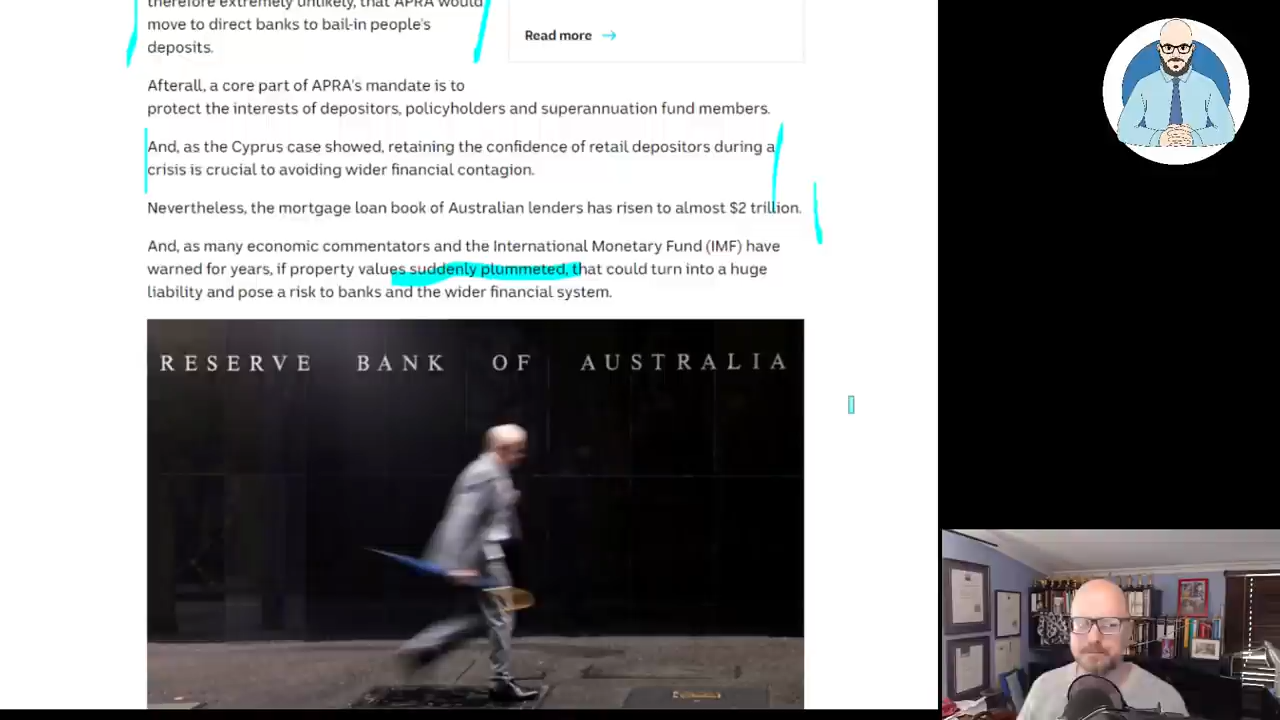 therefore extremely unlikely, that APRA would
move to direct banks to bail-in people's
deposits.
Read more
Afterall, a core part of APRA's mandate is to
protect the interests of depositors, policyholders and superannuation fund members.
And, as the Cyprus case showed, retaining the confidence of retail depositors during a
crisis is crucial to avoiding wider financial contagion.
Nevertheless, the mortgage loan book of Australian lenders has risen to almost $2 trillion.
And, as many economic commentators and the International Monetary Fund (IMF) have
warned for years, if property values suddenly plummeted, that could turn into a huge
liability and pose a risk to banks and the wider financial system.
RESERVE BANK OF AUSTRALIA